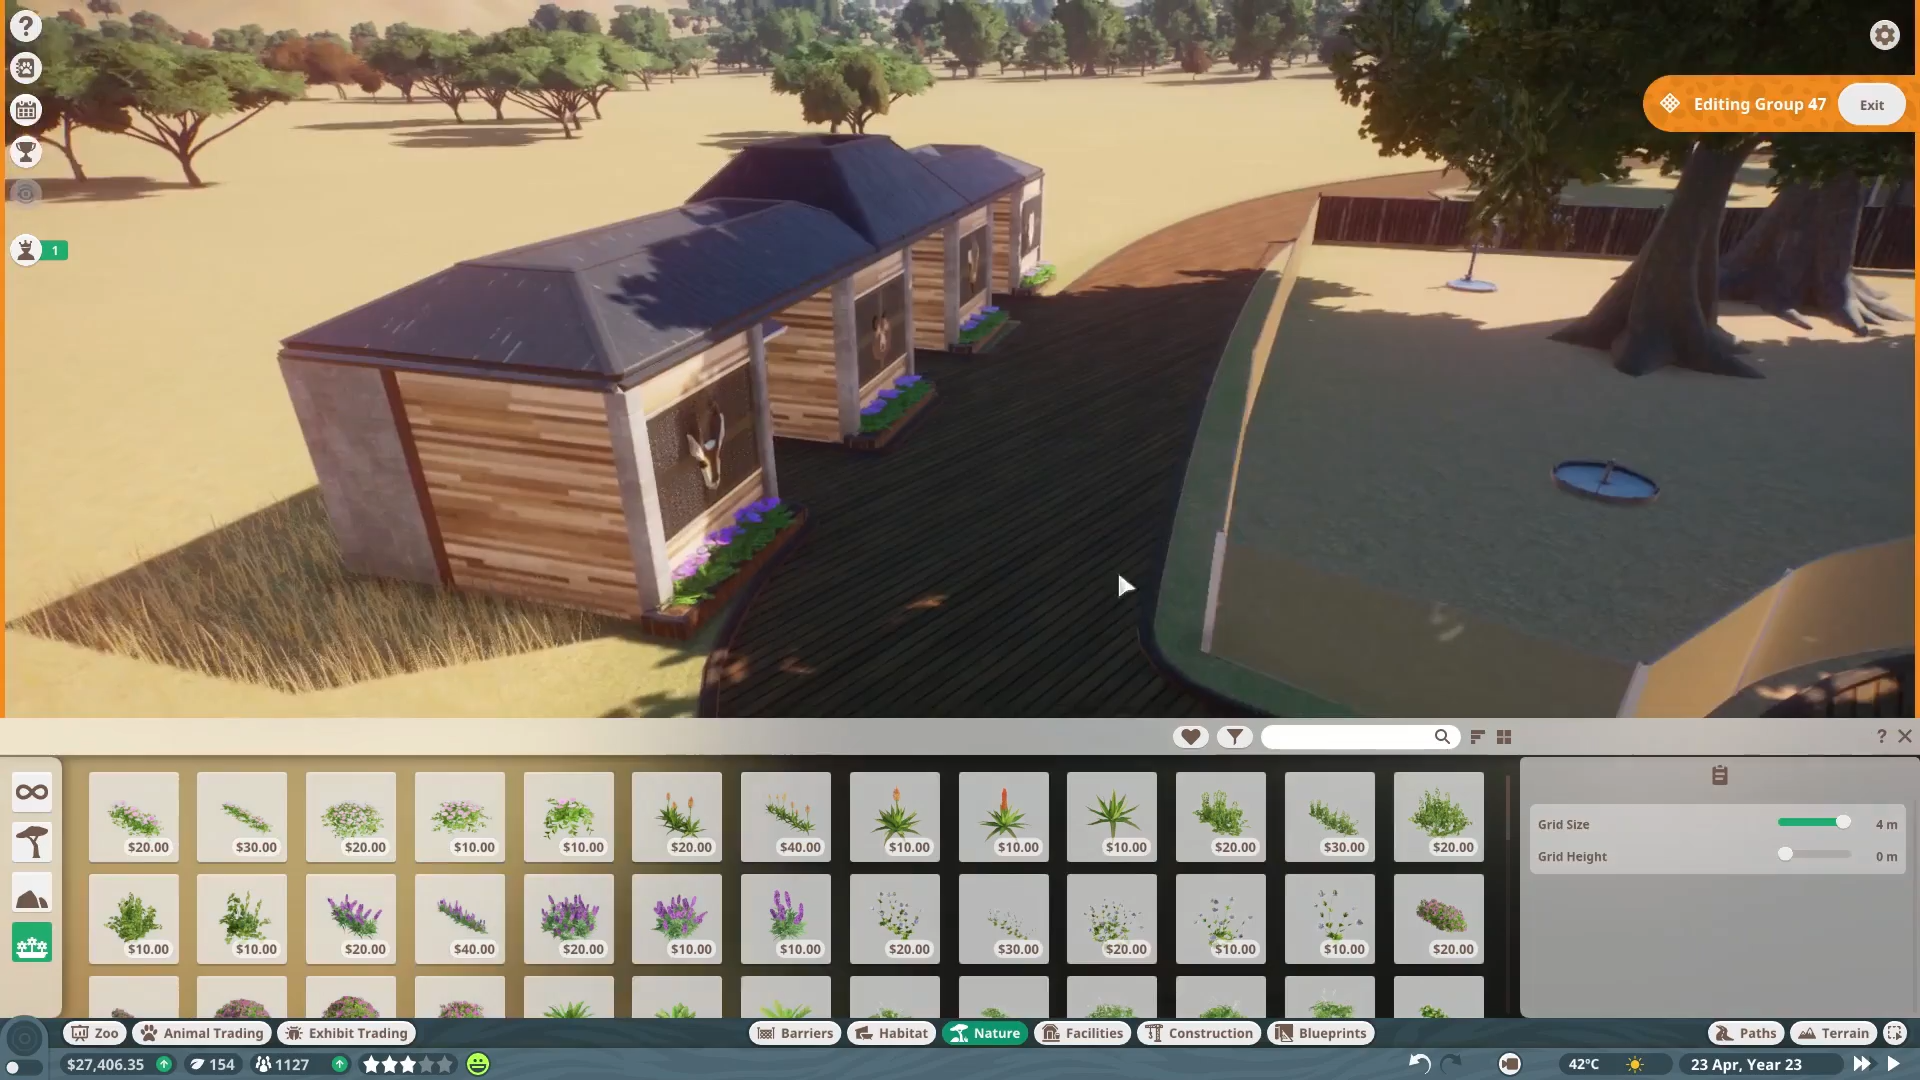 ?
Editing Group 47 Exit
1
? ✕
$20.00 $30.00 $20.00 $10.00 $10.00 $20.00 $40.00 $10.00 $10.00 $10.00 $20.00 $30.00 $20.00
Grid Size 4 m
Grid Height 0 m
$10.00 $10.00 $20.00 $40.00 $20.00 $10.00 $10.00 $20.00 $30.00 $20.00 $10.00 $10.00 $20.00
Zoo Animal Trading Exhibit Trading Barriers Habitat Nature Facilities Construction Blueprints Paths Terrain
$27,406.35 154 1127 42°C 23 Apr, Year 23